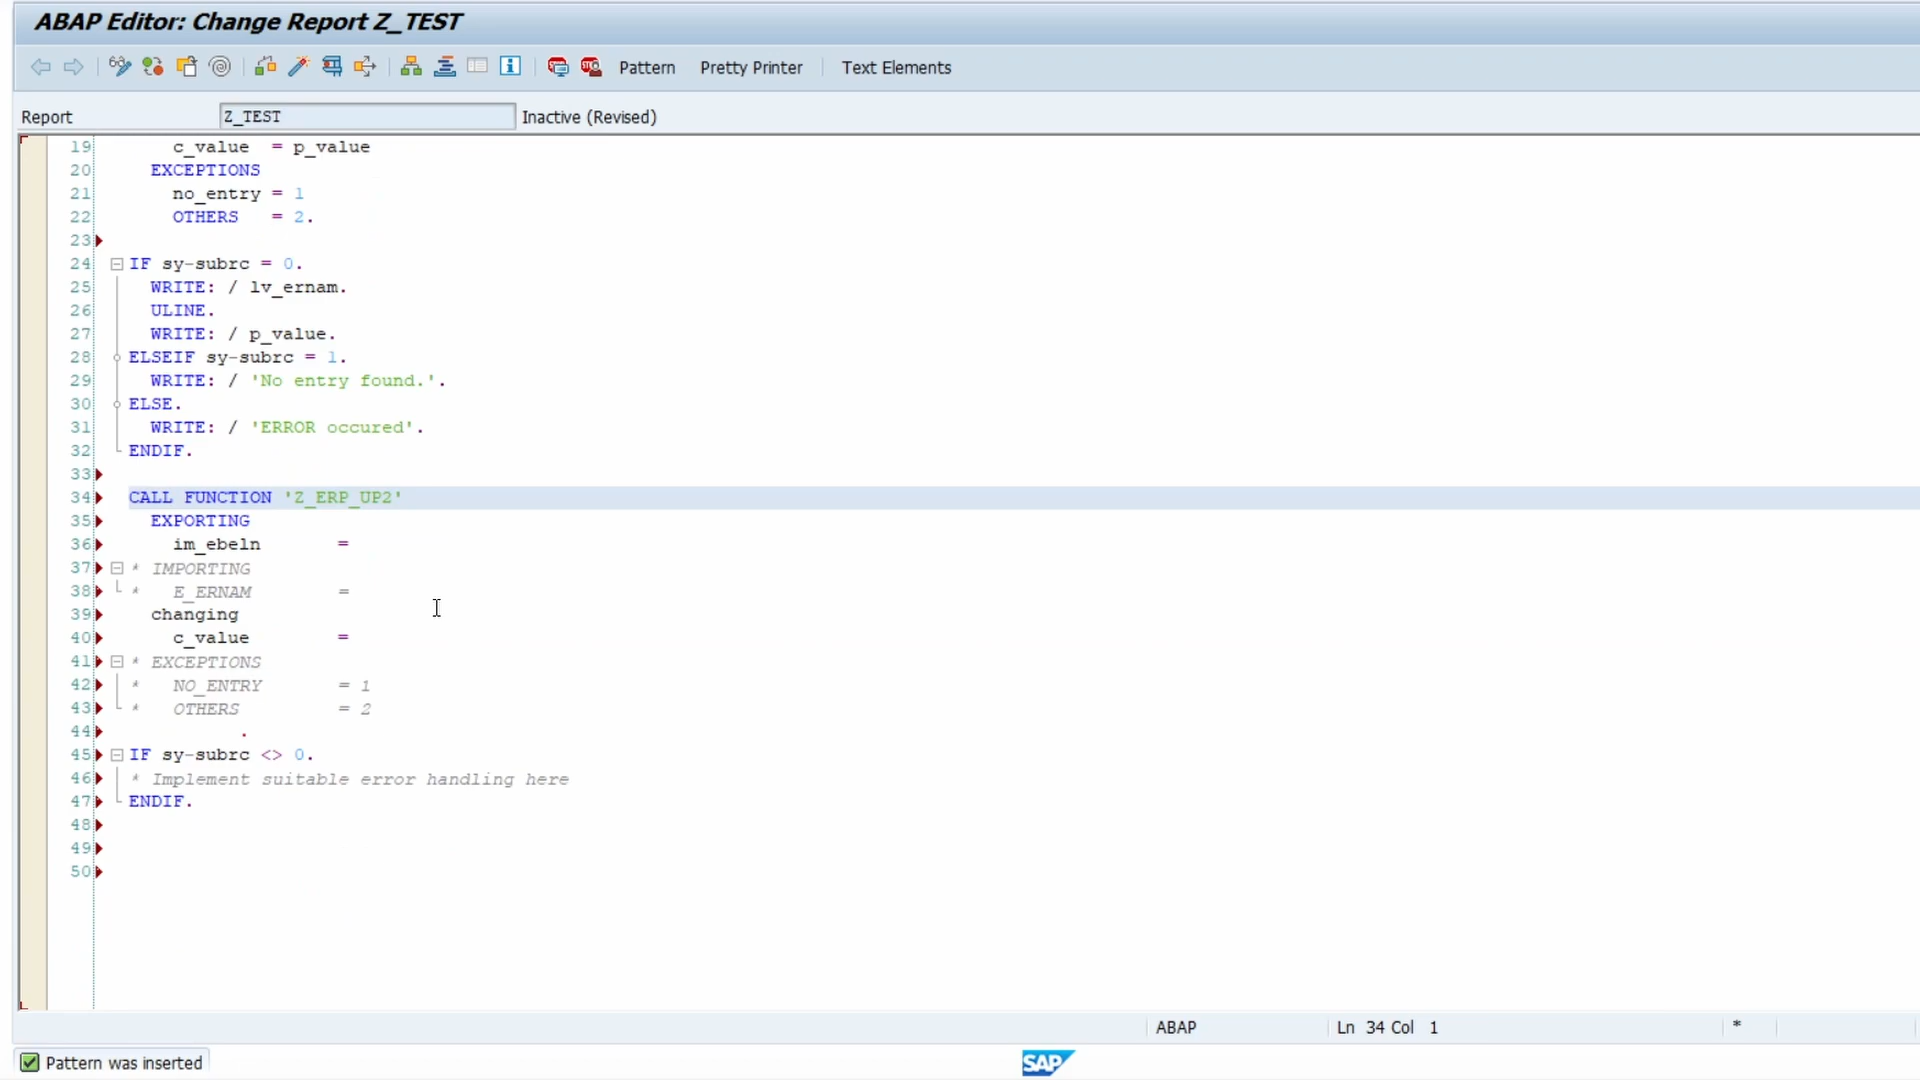 ABAP Editor: Change Report Z_TEST
Pattern Pretty Printer Text Elements
Report Z_TEST Inactive (Revised)
19 c_value = p_value
20 EXCEPTIONS
21 no_entry = 1
22 OTHERS = 2.
23
24 IF sy-subrc = 0.
25 WRITE: / lv_ernam.
26 ULINE.
27 WRITE: / p_value.
28 ELSEIF sy-subrc = 1.
29 WRITE: / 'No entry found.'.
30 ELSE.
31 WRITE: / 'ERROR occured'.
32 ENDIF.
33
34 CALL FUNCTION 'Z_ERP_UP2'
35 EXPORTING
36 im_ebeln =
37 * IMPORTING
38 * E_ERNAM =
39 changing
40 c_value =
41 * EXCEPTIONS
42 * NO_ENTRY = 1
43 * OTHERS = 2
44 .
45 IF sy-subrc <> 0.
46 * Implement suitable error handling here
47 ENDIF.
48
49
50
ABAP Ln 34 Col 1 *
Pattern was inserted SAP